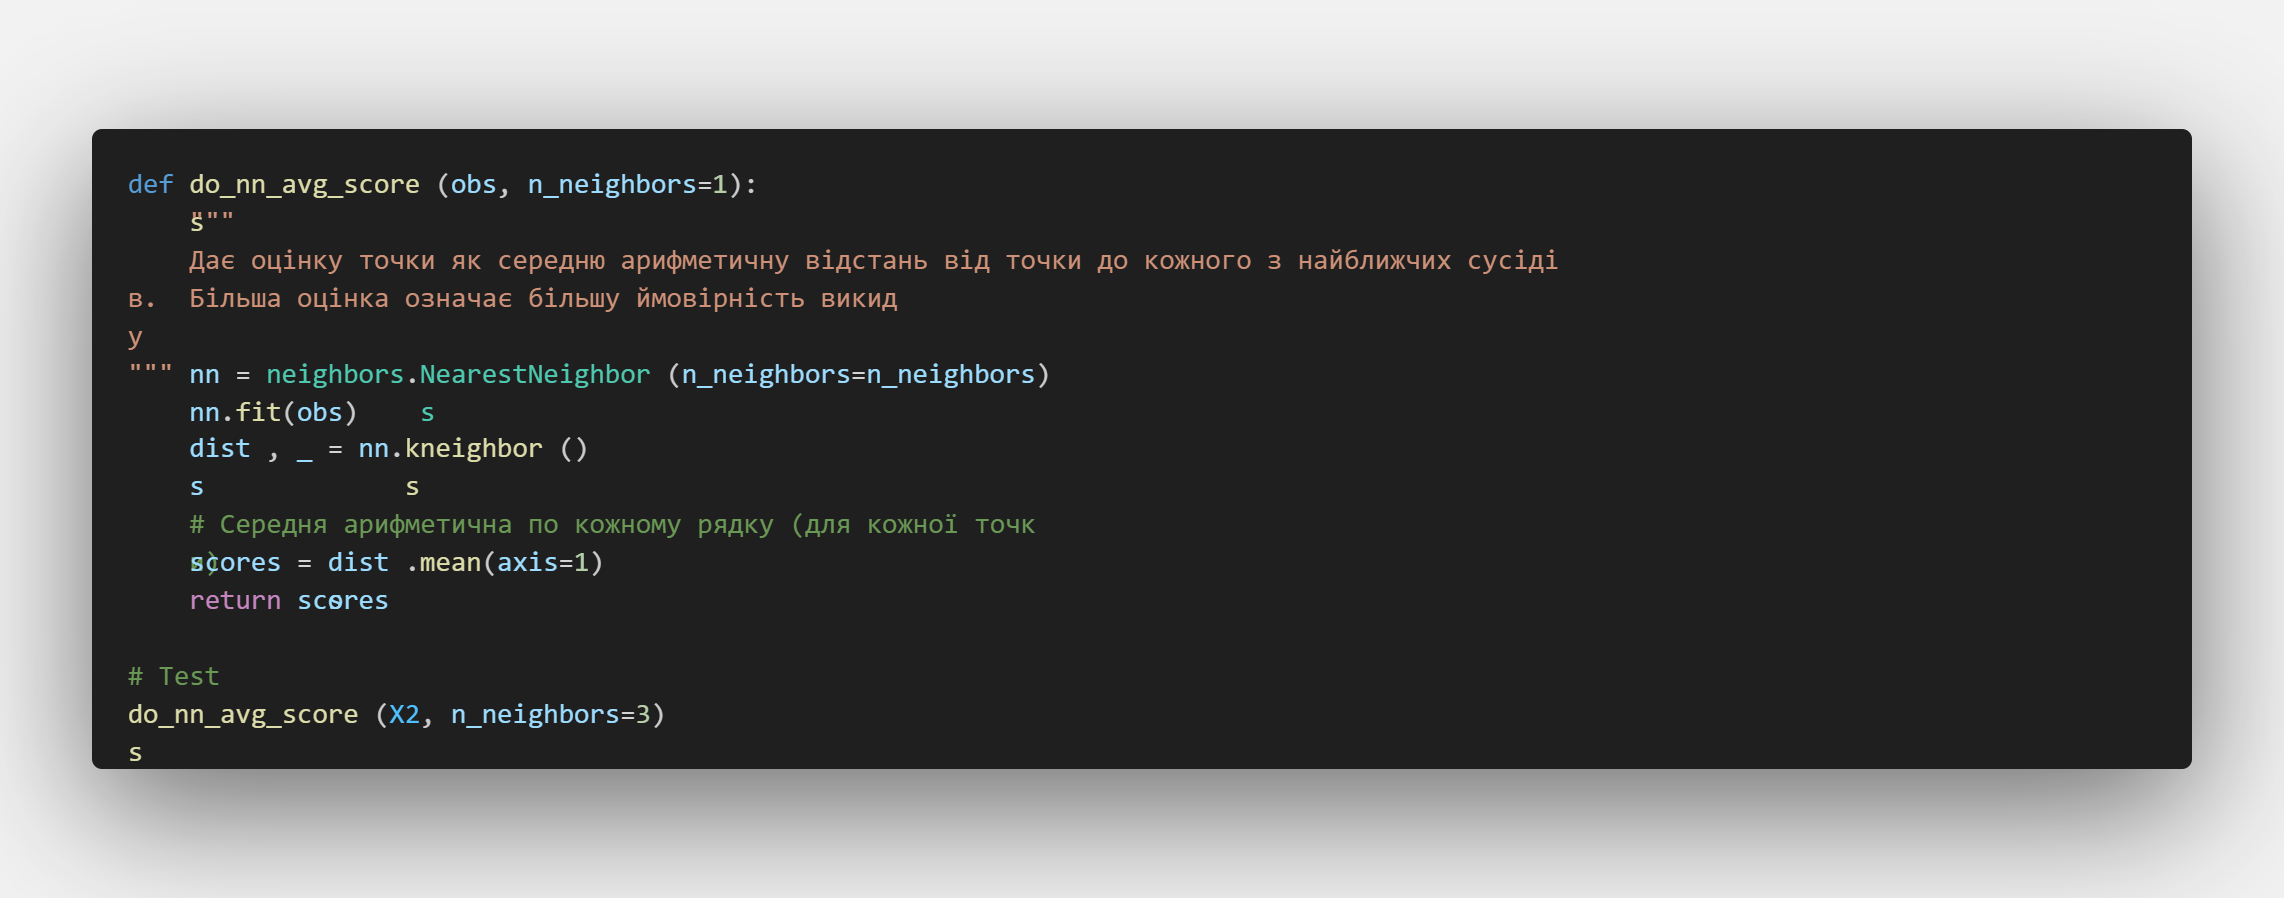 def do_nn_avg_score (obs, n_neighbors=1):
s"""
Дає оцінку точки як середню арифметичну відстань від точки до кожного з найближчих сусіді
в. Більша оцінка означає більшу ймовірність викид
у
""" nn = neighbors.NearestNeighbor (n_neighbors=n_neighbors)
nn.fit(obs) s
dist , _ = nn.kneighbor ()
s s
# Середня арифметична по кожному рядку (для кожної точк
и)
scores = dist .mean(axis=1)
return scores
s
# Test
do_nn_avg_score (X2, n_neighbors=3)
s